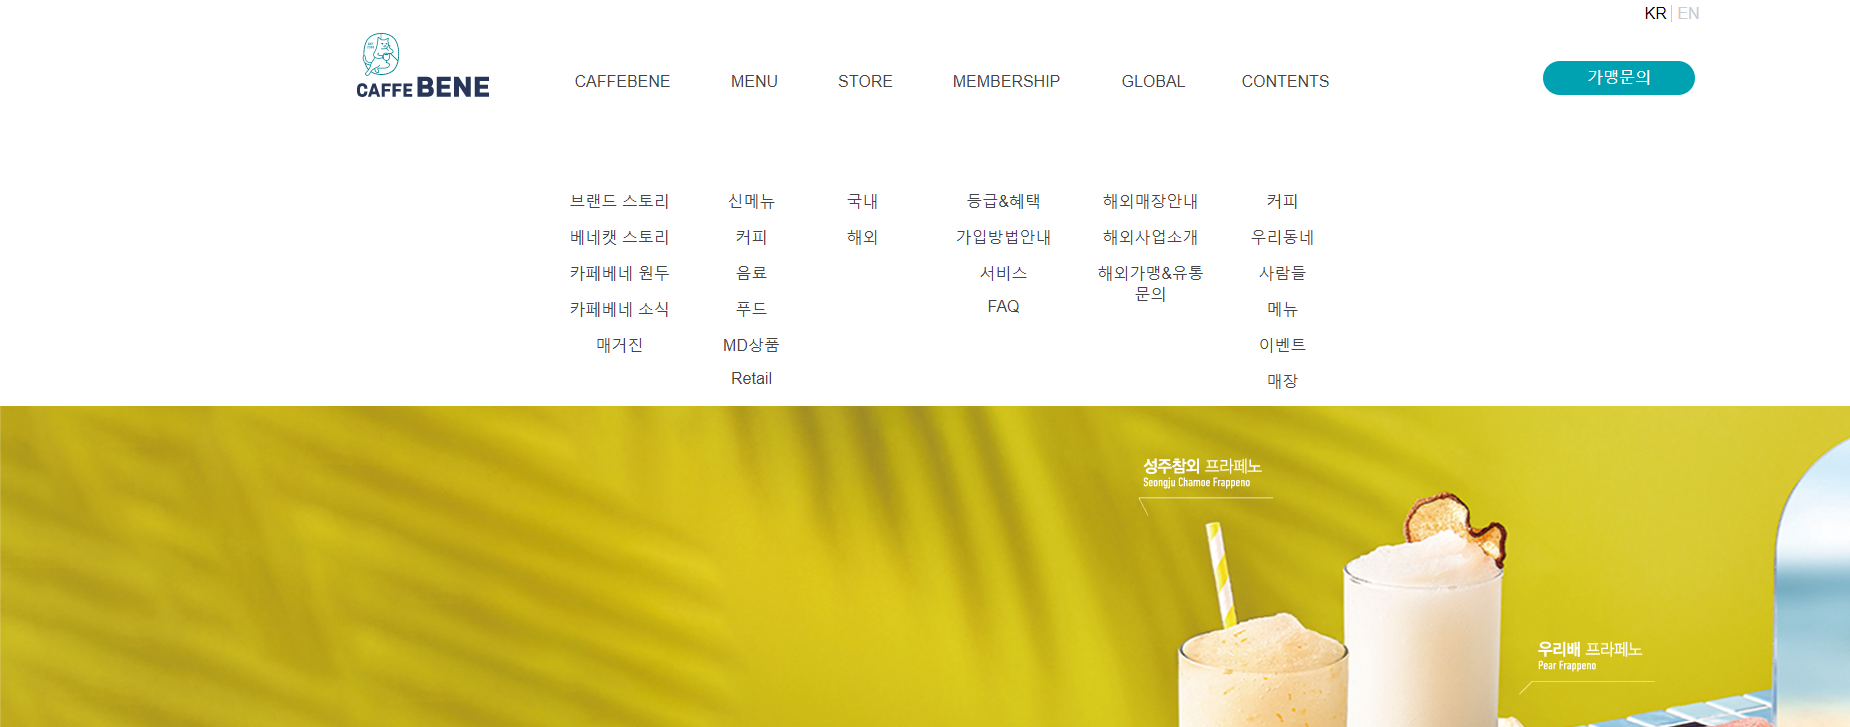 KR EN
CAFFE BENE
CAFFEBENE MENU STORE MEMBERSHIP GLOBAL CONTENTS
가맹문의
브랜드 스토리
베네캣 스토리
카페베네 원두
카페베네 소식
매거진
신메뉴
커피
음료
푸드
MD상품
Retail
국내
해외
등급&혜택
가입방법안내
서비스
FAQ
해외매장안내
해외사업소개
해외가맹&유통
문의
커피
우리동네
사람들
메뉴
이벤트
매장
성주참외 프라페노
Seongju Chamoe Frappeno
우리배 프라페노
Pear Frappeno